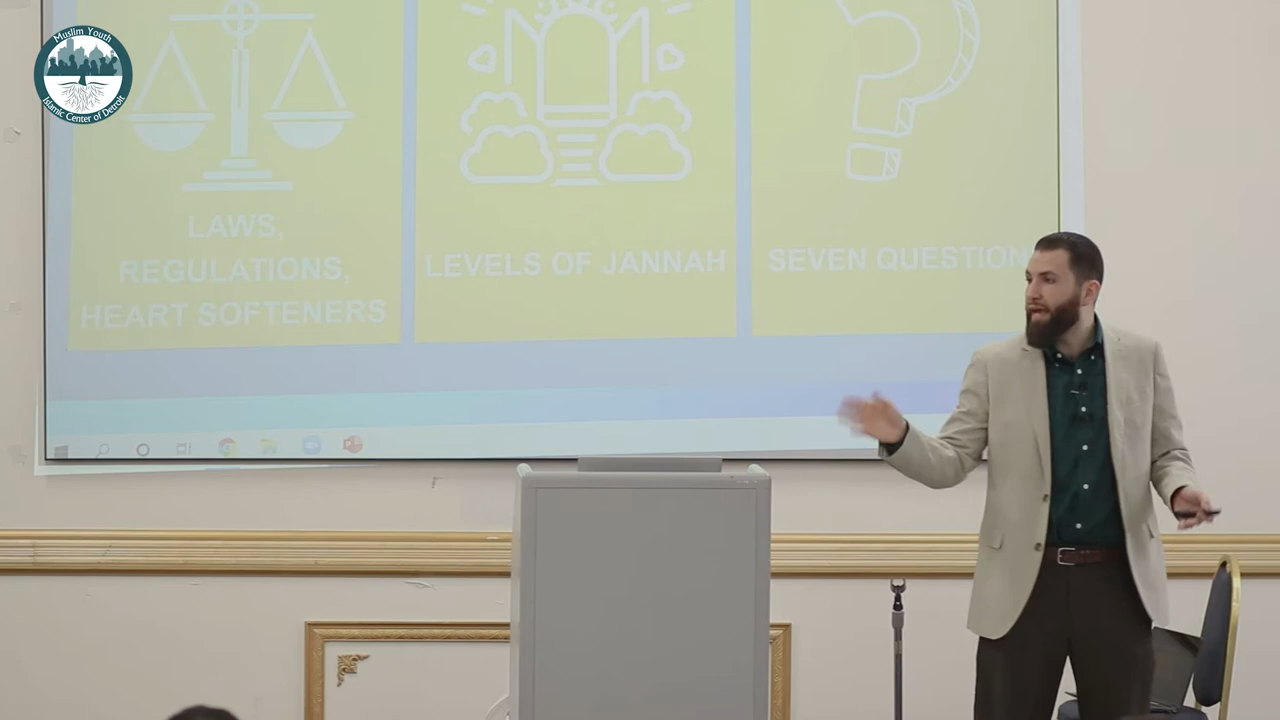 Muslim Youth
Islamic Center of Detroit
LAWS,
REGULATIONS,
HEART SOFTENERS
LEVELS OF JANNAH
SEVEN QUESTION